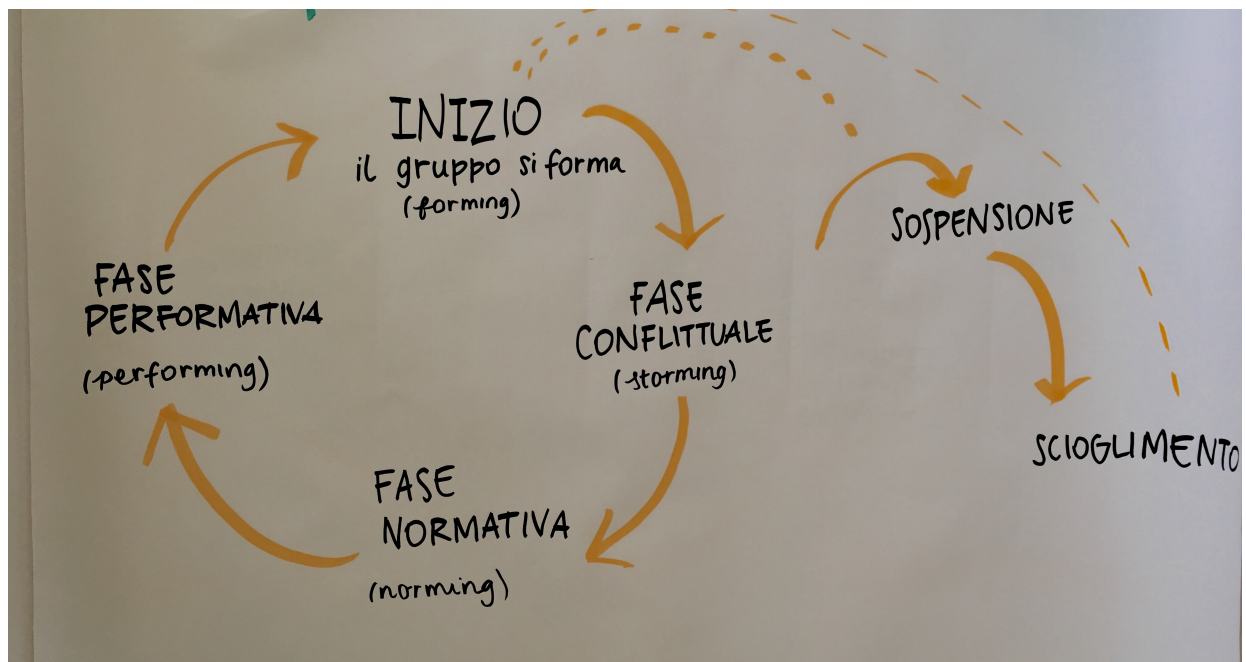 INIZIO
il gruppo si forma
(forming)
SOSPENSIONE
FASE
CONFLITTUALE
(storming)
FASE
PERFORMATIVA
(performing)
SCIOGLIMENTO
FASE
NORMATIVA
(norming)